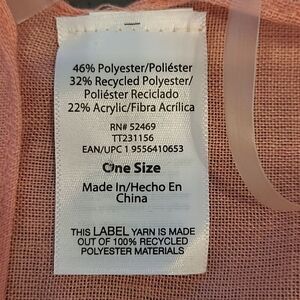 46% Polyester/Poliéster
32% Recycled Polyester/
Poliéster Reciclado
22% Acrylic/Fibra Acrílica
RN# 52469
TT231156
EAN/UPC 1 9556410653
One Size
Made In/Hecho En
China
THIS LABEL YARN IS MADE
OUT OF 100% RECYCLED
POLYESTER MATERIALS